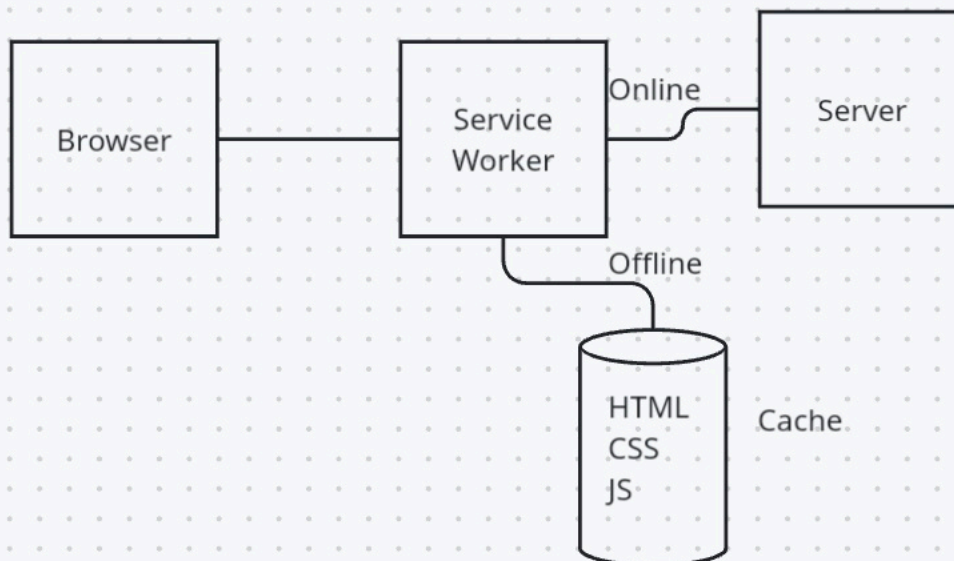 Browser
Service
Worker
Online
Server
Offline
HTML
CSS
JS
Cache